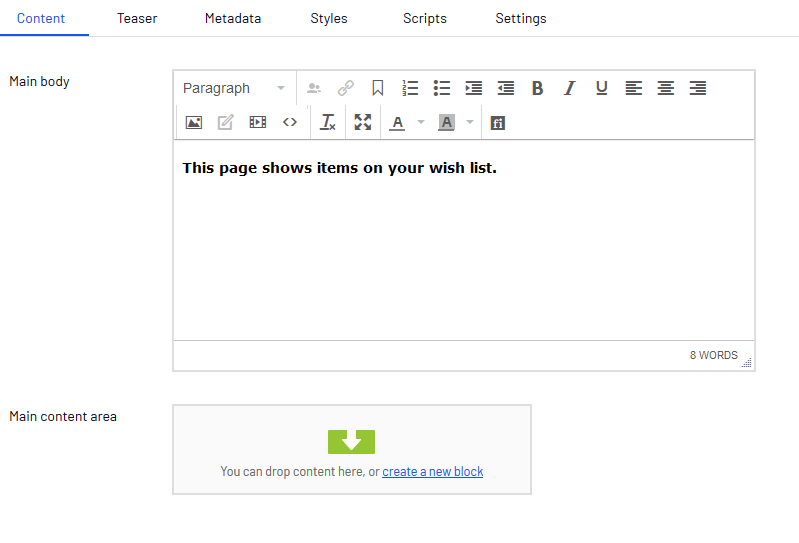 Content Teaser Metadata Styles Scripts Settings
Main body
Paragraph
B I U
A A
This page shows items on your wish list.
8 WORDS
Main content area
You can drop content here, or create a new block